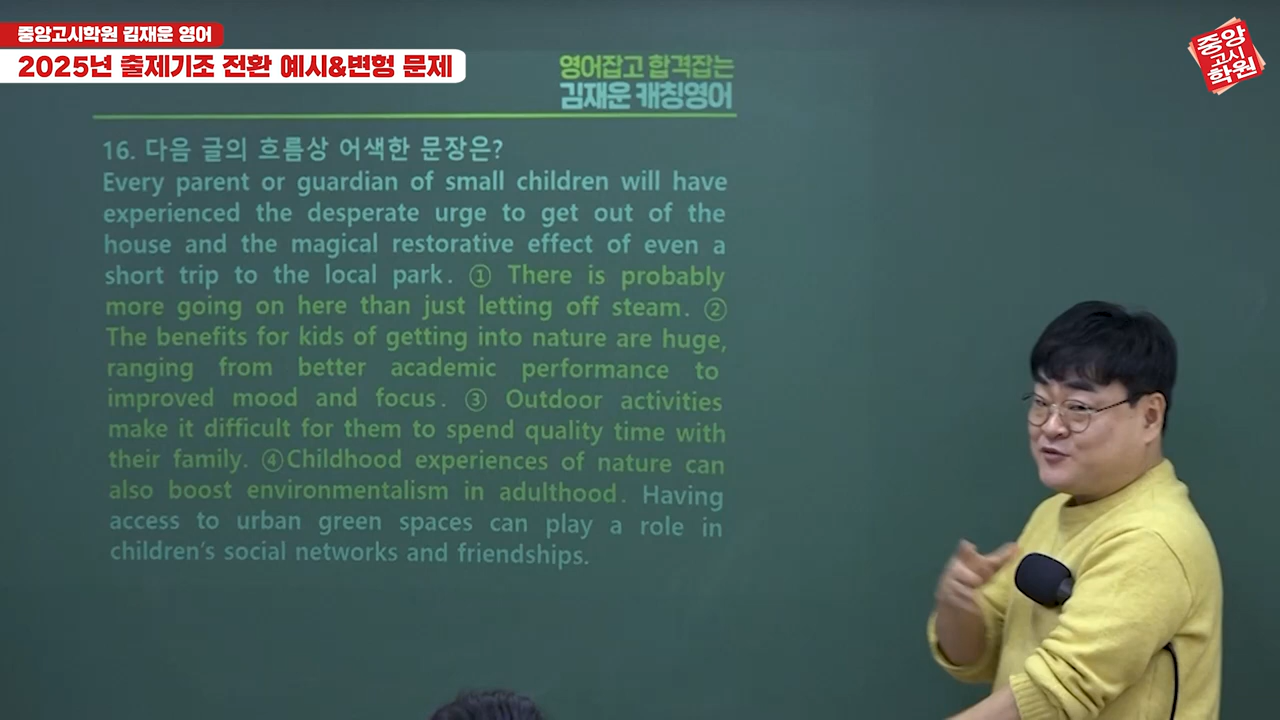 중앙고시학원 김재운 영어
2025년 출제기조 전환 예시&변형 문제
중앙
고시
학원
영어잡고 합격잡는
김재운 캐칭영어
16. 다음 글의 흐름상 어색한 문장은?
Every parent or guardian of small children will have
experienced the desperate urge to get out of the
house and the magical restorative effect of even a
short trip to the local park. ① There is probably
more going on here than just letting off steam. ②
The benefits for kids of getting into nature are huge,
ranging from better academic performance to
improved mood and focus. ③ Outdoor activities
make it difficult for them to spend quality time with
their family. ④Childhood experiences of nature can
also boost environmentalism in adulthood. Having
access to urban green spaces can play a role in
children's social networks and friendships.